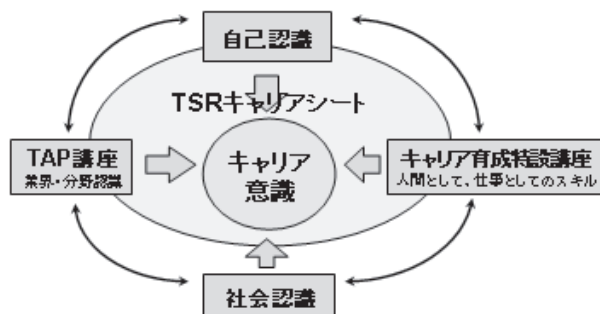 自己認識
TSRキャリアシート
TAP講座
業界・分野認識
キャリア
意識
キャリア育成特設講座
人間として、仕事としてのスキル
社会認識